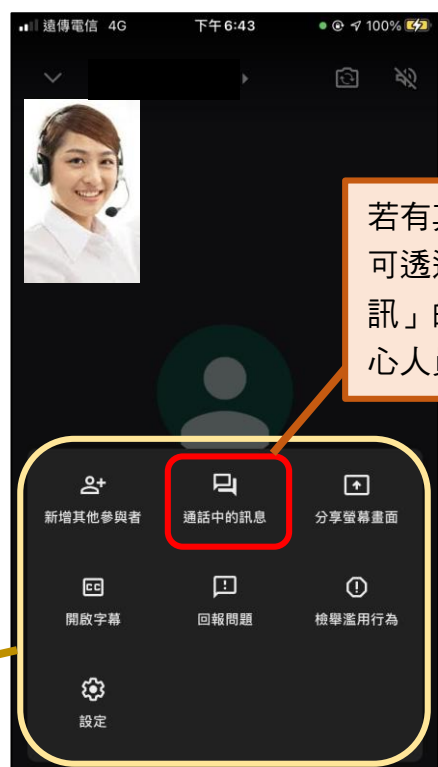 遠傳電信 4G 下午6:43 100%
若有
可透
訊」
心人
新增其他參與者 通話中的訊息 分享螢幕畫面
CC
開啟字幕 回報問題 檢舉濫用行為
設定